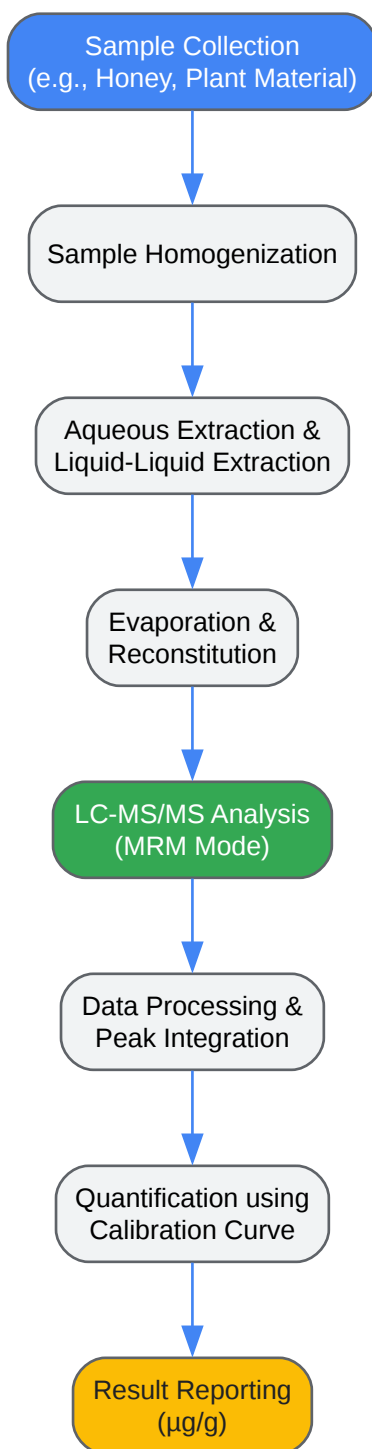 Sample Collection
(e.g., Honey, Plant Material)
Sample Homogenization
Aqueous Extraction &
Liquid-Liquid Extraction
Evaporation &
Reconstitution
LC-MS/MS Analysis
(MRM Mode)
Data Processing &
Peak Integration
Quantification using
Calibration Curve
Result Reporting
(µg/g)